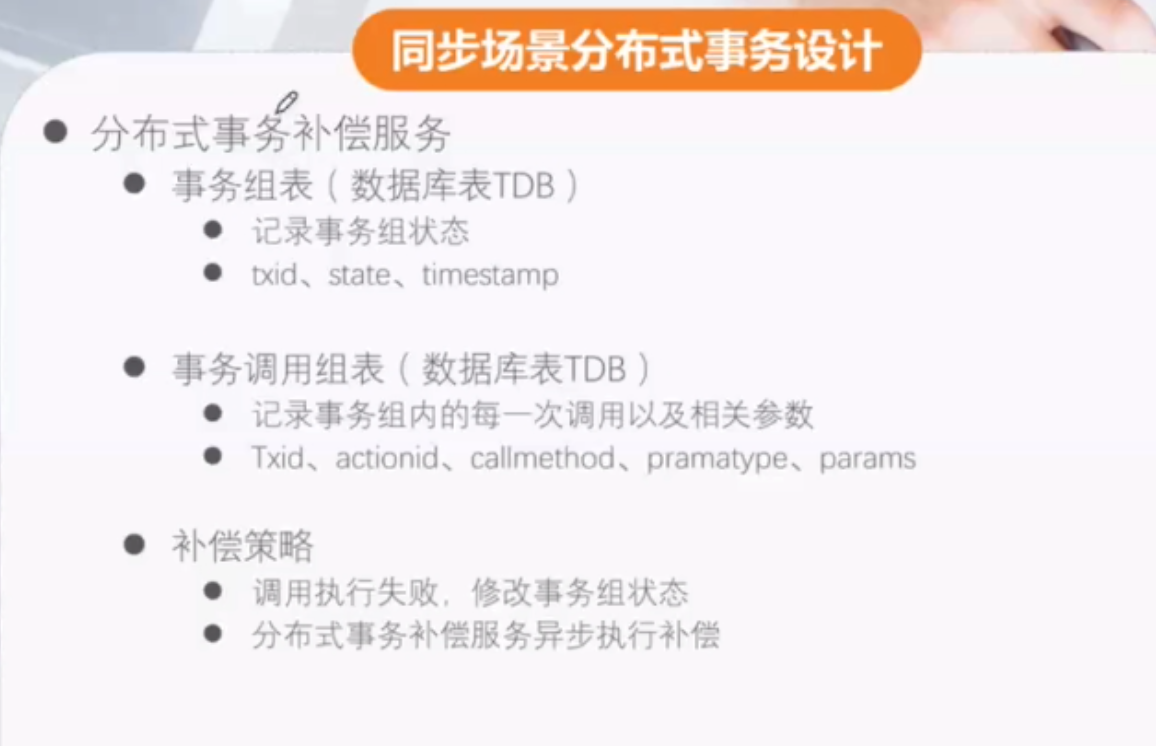 同步场景分布式事务设计
分布式事务补偿服务
事务组表（数据库表TDB）
记录事务组状态
txid、state、timestamp
事务调用组表（数据库表TDB）
记录事务组内的每一次调用以及相关参数
Txid、actionid、callmethod、pramatype、params
补偿策略
调用执行失败，修改事务组状态
分布式事务补偿服务异步执行补偿